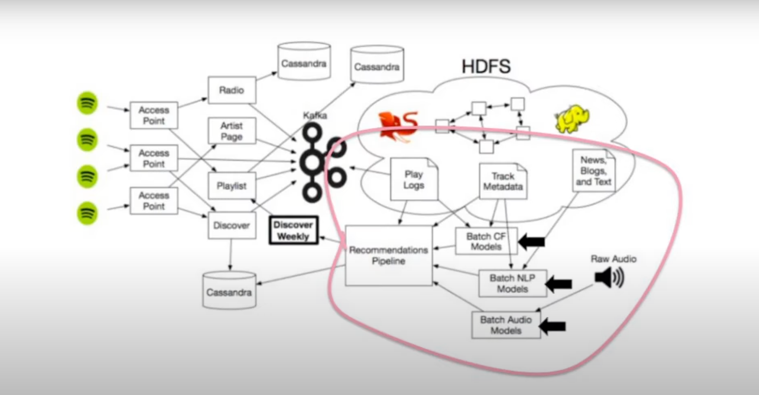 Cassandra
Cassandra
HDFS
Radio
Access
Point
Kafka
Artist
Page
Access
Point
Play
Logs
Track
Metadata
News,
Blogs,
and Text
Playlist
Access
Point
Discover
Discover
Weekly
Recommendations
Pipeline
Batch CF
Models
Raw Audio
Batch NLP
Models
Cassandra
Batch Audio
Models